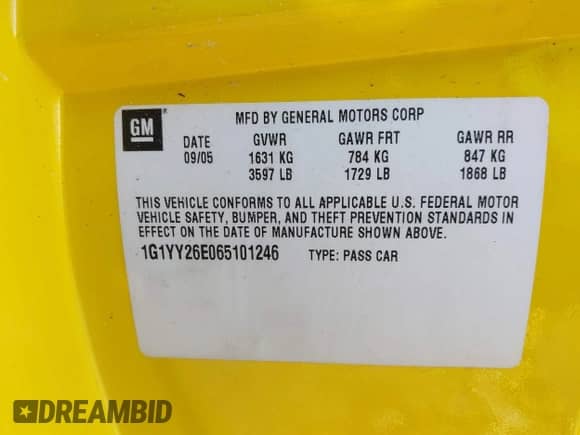 GM ® MFD BY GENERAL MOTORS CORP
DATE GVWR GAWR FRT GAWR RR
09/05 1631 KG 784 KG 847 KG
3597 LB 1729 LB 1868 LB
THIS VEHICLE CONFORMS TO ALL APPLICABLE U.S. FEDERAL MOTOR
VEHICLE SAFETY, BUMPER, AND THEFT PREVENTION STANDARDS IN
EFFECT ON THE DATE OF MANUFACTURE SHOWN ABOVE.
1G1YY26E065101246 TYPE: PASS CAR
DREAMBID